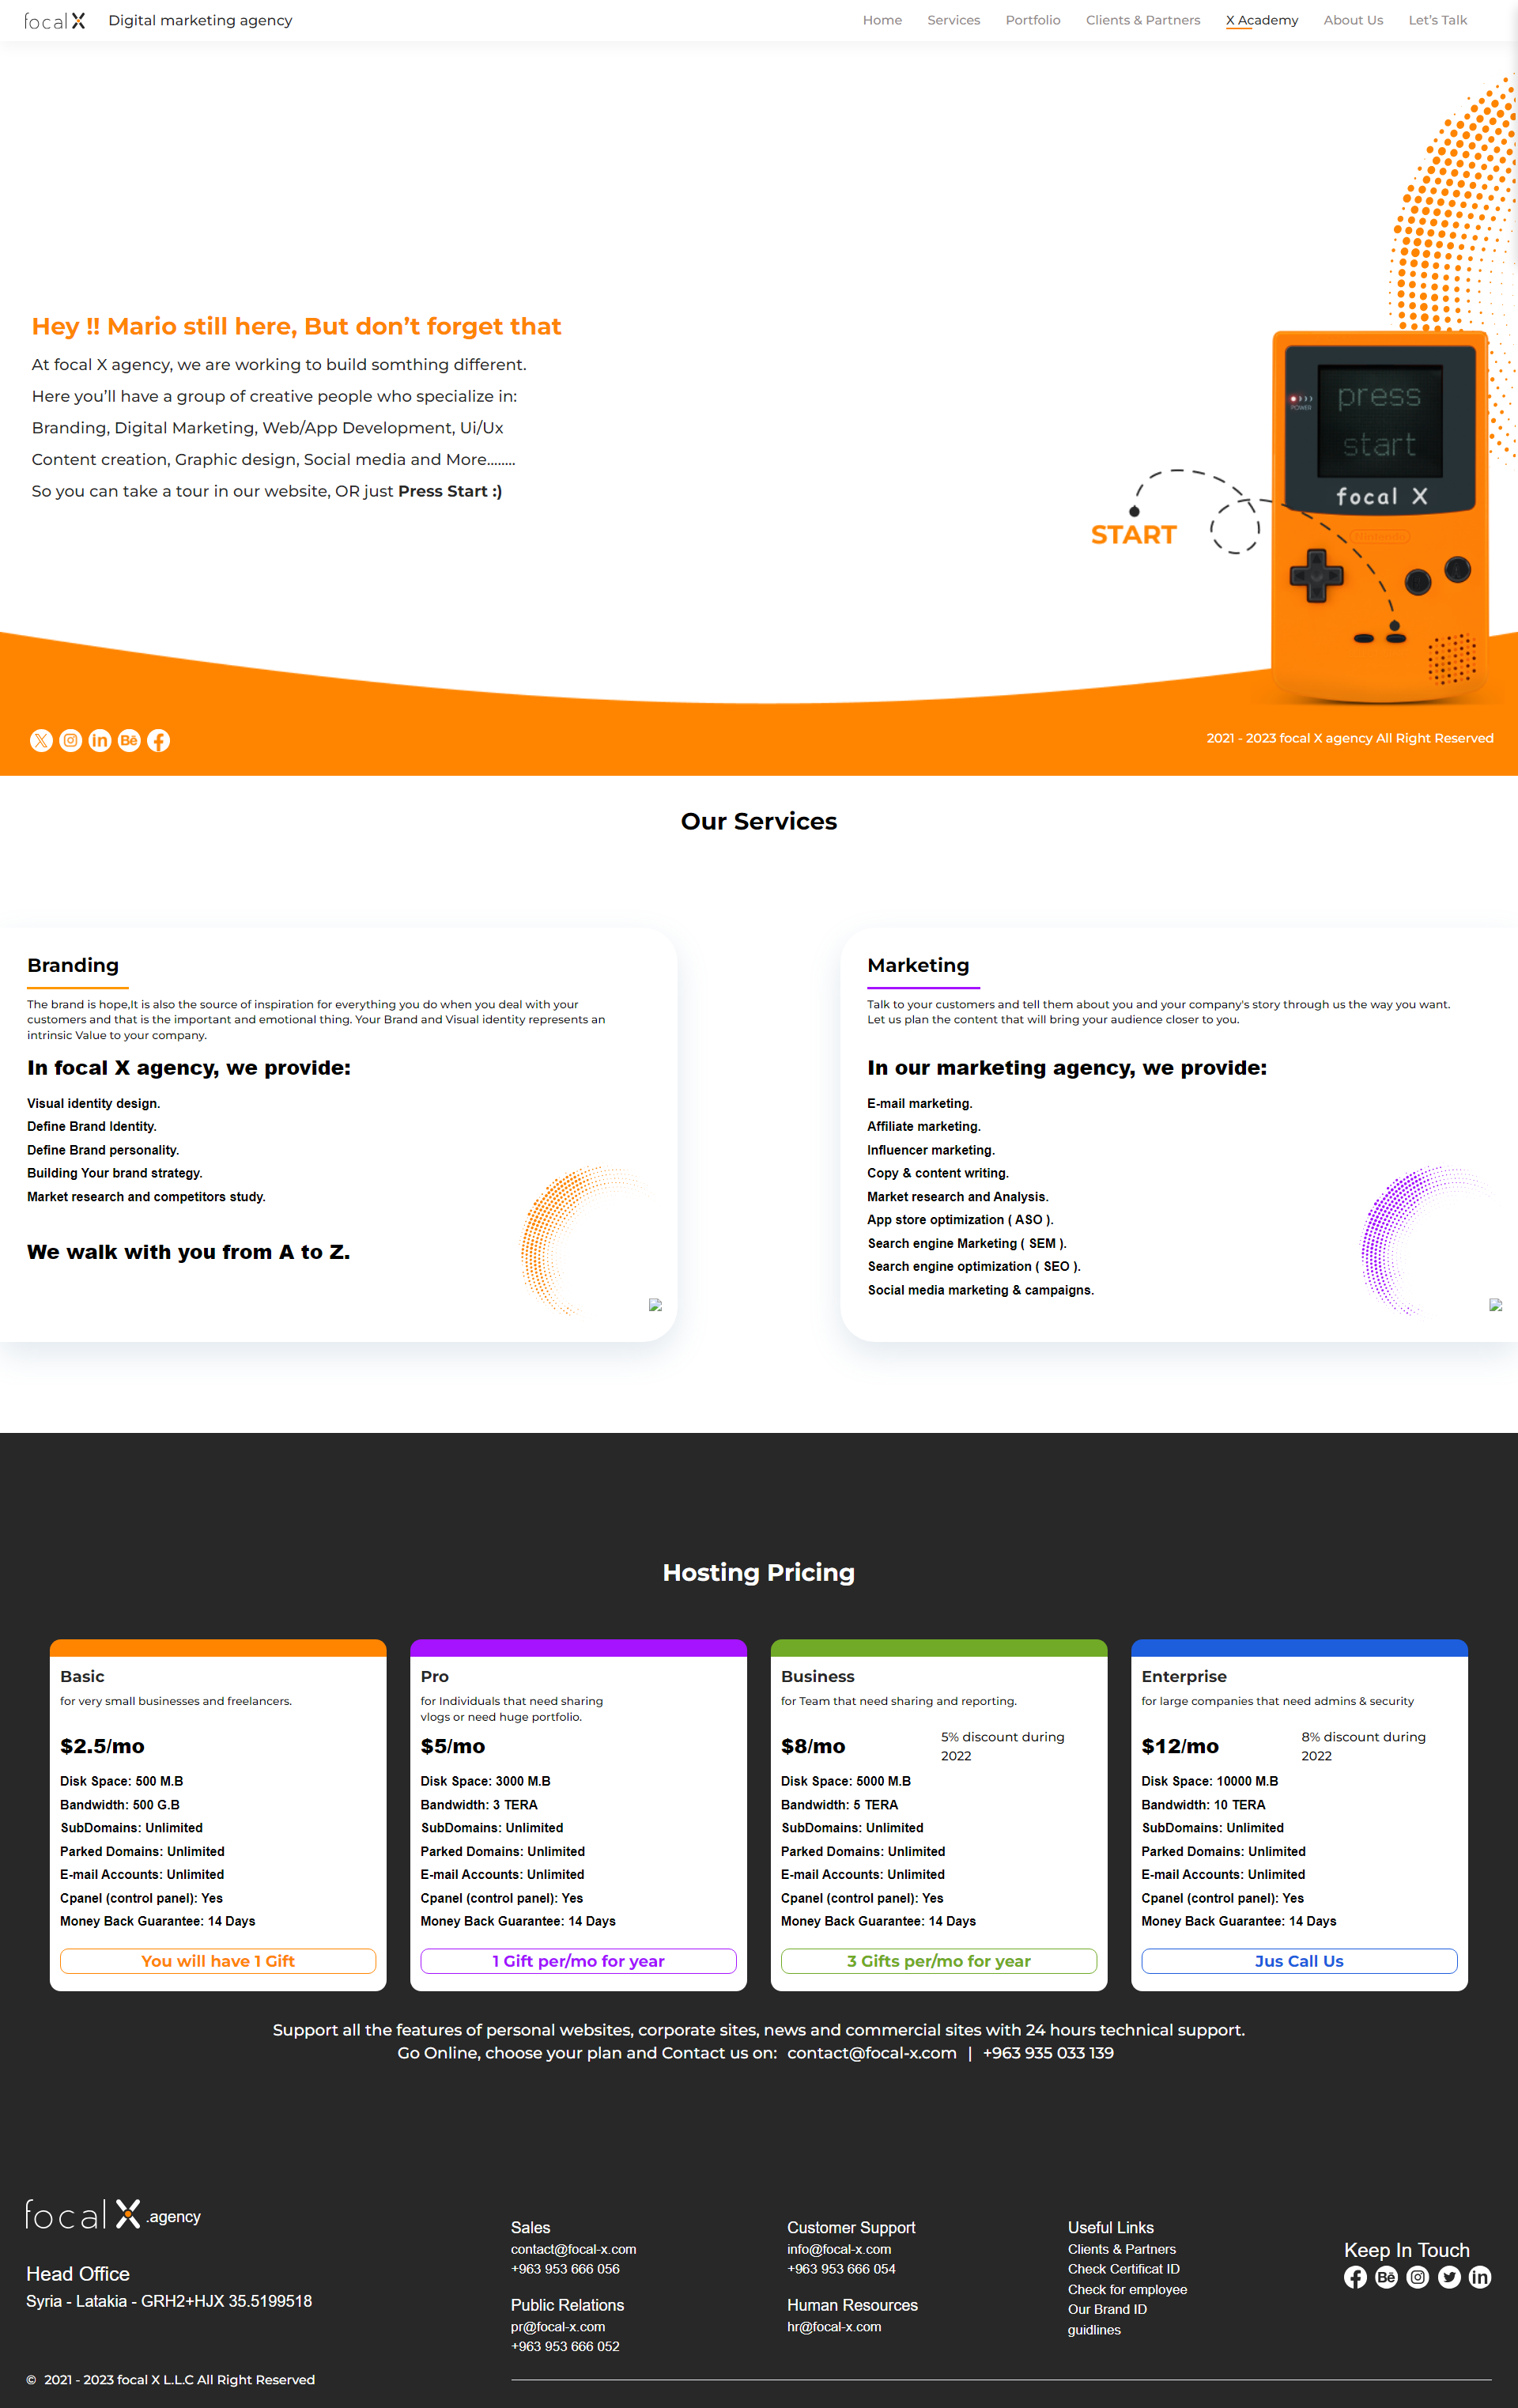 focal X Digital marketing agency
Home Services Portfolio Clients & Partners X Academy About Us Let's Talk
Hey !! Mario still here, But don't forget that
At focal X agency, we are working to build somthing different.
Here you'll have a group of creative people who specialize in:
Branding, Digital Marketing, Web/App Development, Ui/Ux
Content creation, Graphic design, Social media and More........
So you can take a tour in our website, OR just Press Start :)
POWER
press
start
focal X
START
Nintendo
2021 - 2023 focal X agency All Right Reserved
Our Services
Branding
The brand is hope,It is also the source of inspiration for everything you do when you deal with your
customers and that is the important and emotional thing. Your Brand and Visual identity represents an
intrinsic Value to your company.
In focal X agency, we provide:
Visual identity design.
Define Brand Identity.
Define Brand personality.
Building Your brand strategy.
Market research and competitors study.
We walk with you from A to Z.
Marketing
Talk to your customers and tell them about you and your company's story through us the way you want.
Let us plan the content that will bring your audience closer to you.
In our marketing agency, we provide:
E-mail marketing.
Affiliate marketing.
Influencer marketing.
Copy & content writing.
Market research and Analysis.
App store optimization ( ASO ).
Search engine Marketing ( SEM ).
Search engine optimization ( SEO ).
Social media marketing & campaigns.
Hosting Pricing
Basic
for very small businesses and freelancers.
$2.5/mo
Disk Space: 500 M.B
Bandwidth: 500 G.B
SubDomains: Unlimited
Parked Domains: Unlimited
E-mail Accounts: Unlimited
Cpanel (control panel): Yes
Money Back Guarantee: 14 Days
You will have 1 Gift
Pro
for Individuals that need sharing
vlogs or need huge portfolio.
$5/mo
Disk Space: 3000 M.B
Bandwidth: 3 TERA
SubDomains: Unlimited
Parked Domains: Unlimited
E-mail Accounts: Unlimited
Cpanel (control panel): Yes
Money Back Guarantee: 14 Days
1 Gift per/mo for year
Business
for Team that need sharing and reporting.
$8/mo
5% discount during
2022
Disk Space: 5000 M.B
Bandwidth: 5 TERA
SubDomains: Unlimited
Parked Domains: Unlimited
E-mail Accounts: Unlimited
Cpanel (control panel): Yes
Money Back Guarantee: 14 Days
3 Gifts per/mo for year
Enterprise
for large companies that need admins & security
$12/mo
8% discount during
2022
Disk Space: 10000 M.B
Bandwidth: 10 TERA
SubDomains: Unlimited
Parked Domains: Unlimited
E-mail Accounts: Unlimited
Cpanel (control panel): Yes
Money Back Guarantee: 14 Days
Jus Call Us
Support all the features of personal websites, corporate sites, news and commercial sites with 24 hours technical support.
Go Online, choose your plan and Contact us on: contact@focal-x.com | +963 935 033 139
focal X .agency
Head Office
Syria - Latakia - GRH2+HJX 35.5199518
Sales
contact@focal-x.com
+963 953 666 056
Public Relations
pr@focal-x.com
+963 953 666 052
Customer Support
info@focal-x.com
+963 953 666 054
Human Resources
hr@focal-x.com
Useful Links
Clients & Partners
Check Certificat ID
Check for employee
Our Brand ID
guidlines
Keep In Touch
© 2021 - 2023 focal X L.L.C All Right Reserved